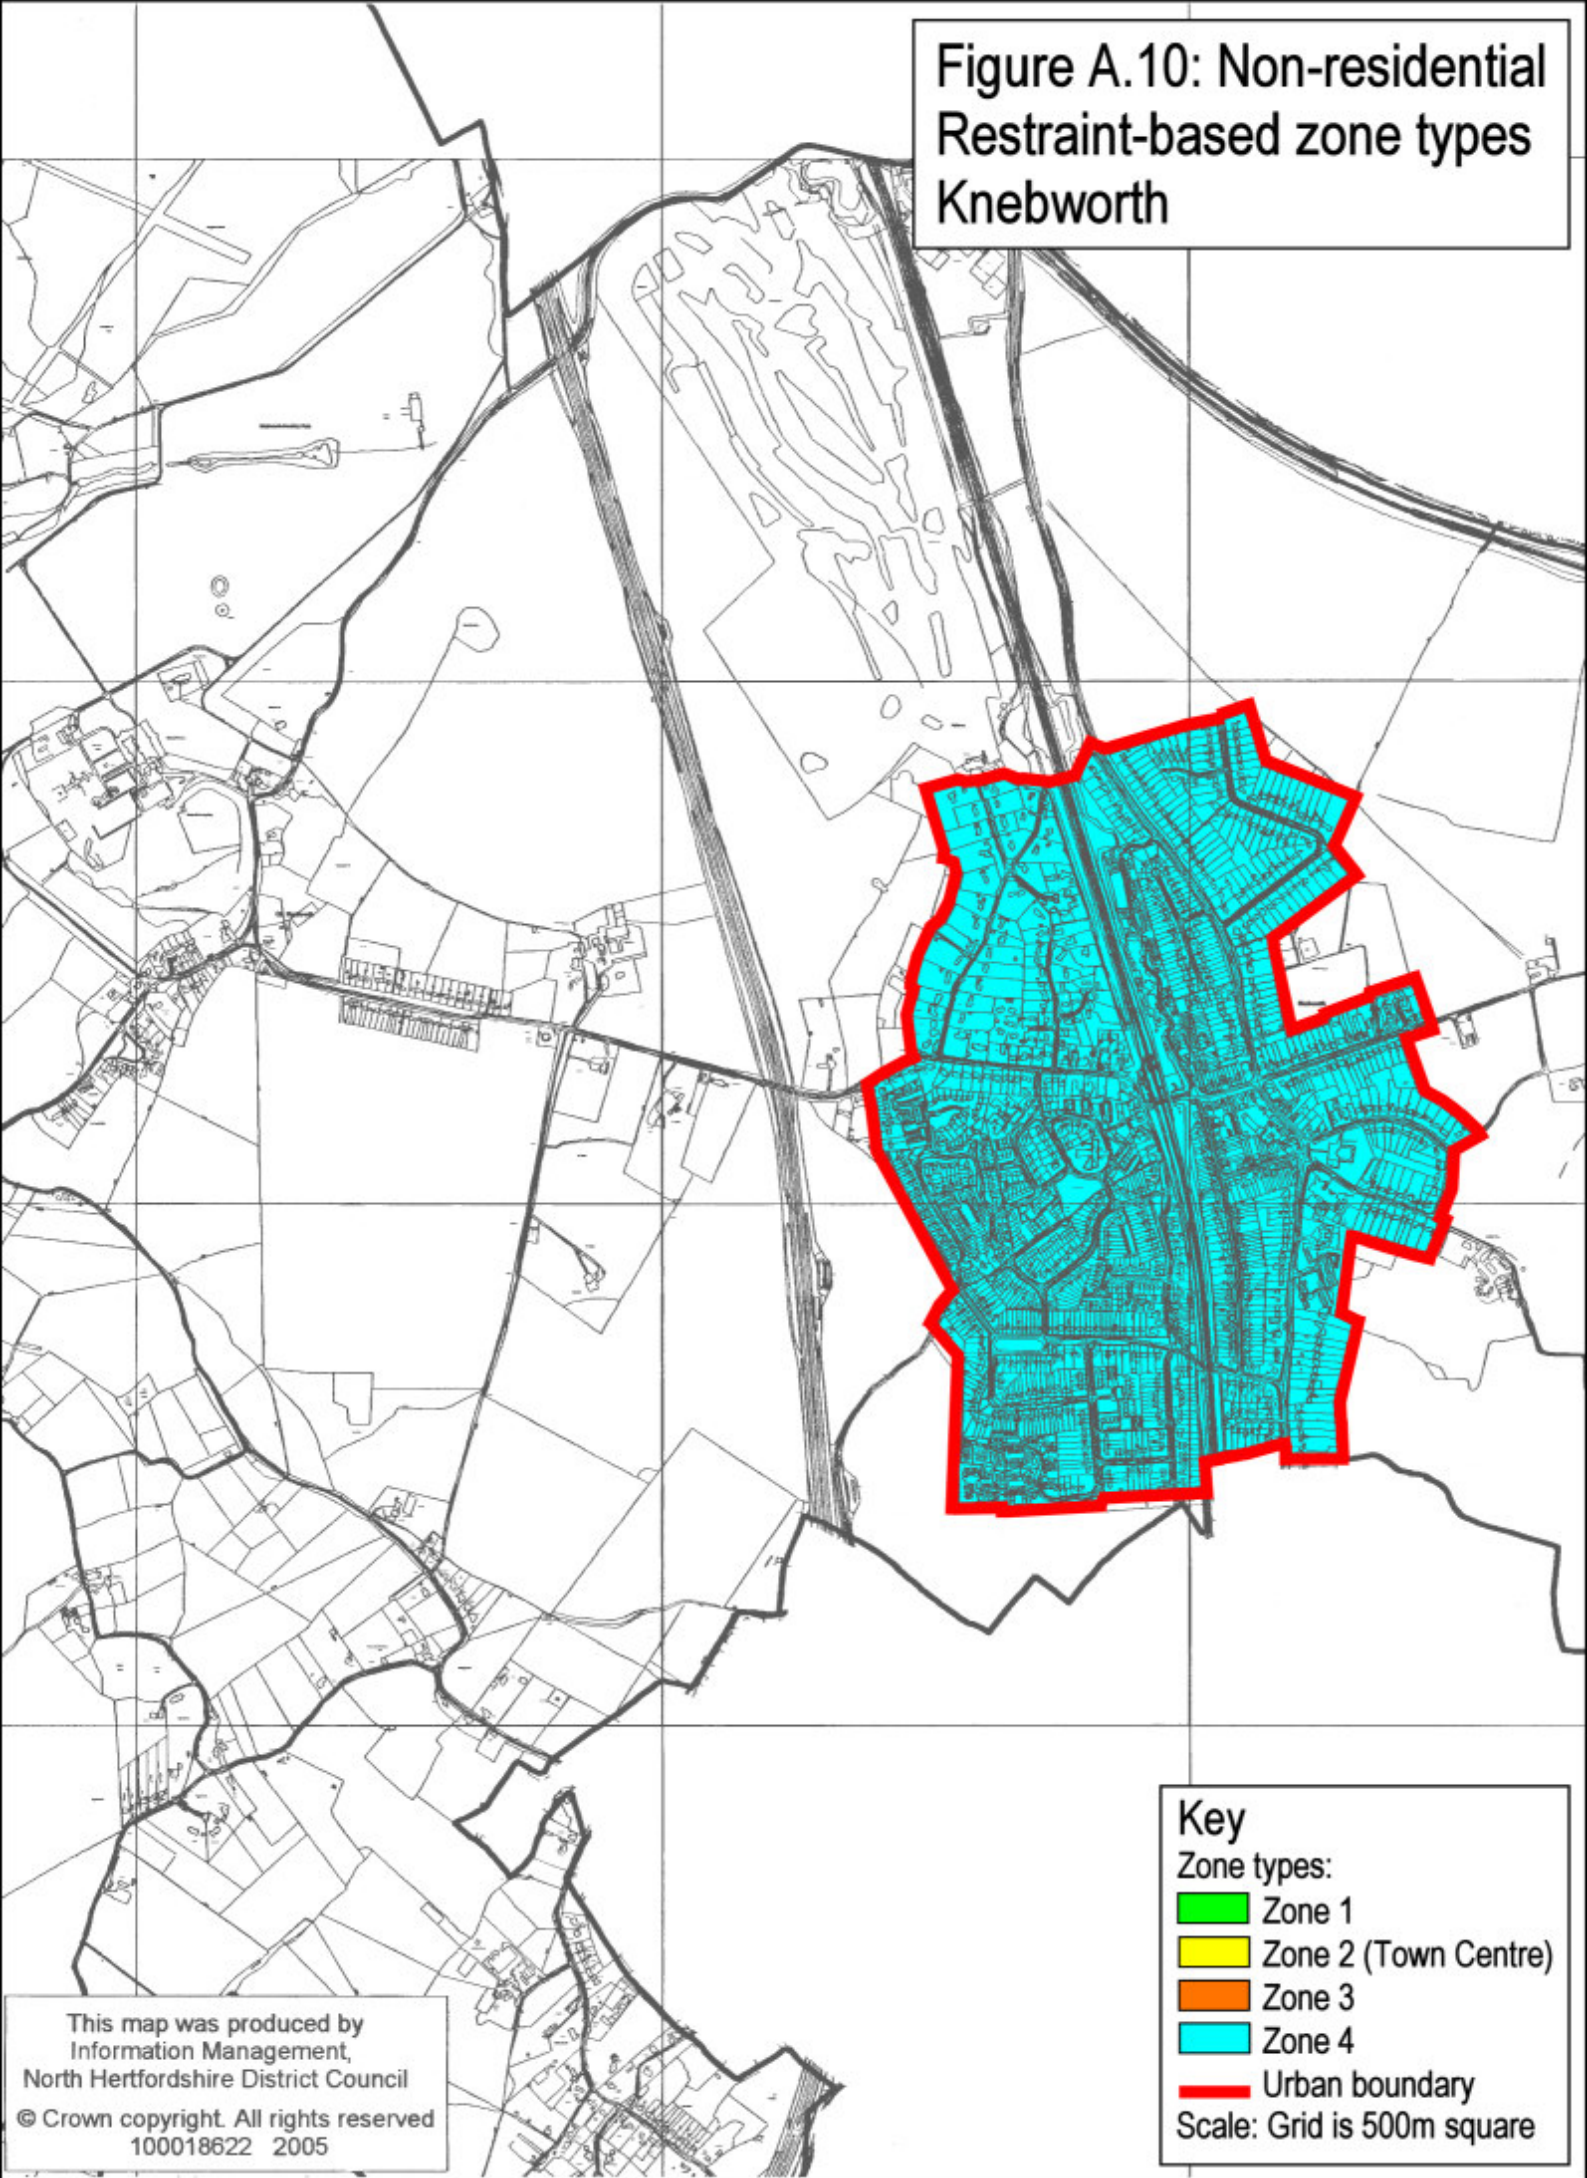 Figure A.10: Non-residential
Restraint-based zone types
Knebworth
Key
Zone types:
Zone 1
Zone 2 (Town Centre)
Zone 3
Zone 4
Urban boundary
Scale: Grid is 500m square
This map was produced by
Information Management,
North Hertfordshire District Council
© Crown copyright. All rights reserved
100018622 2005